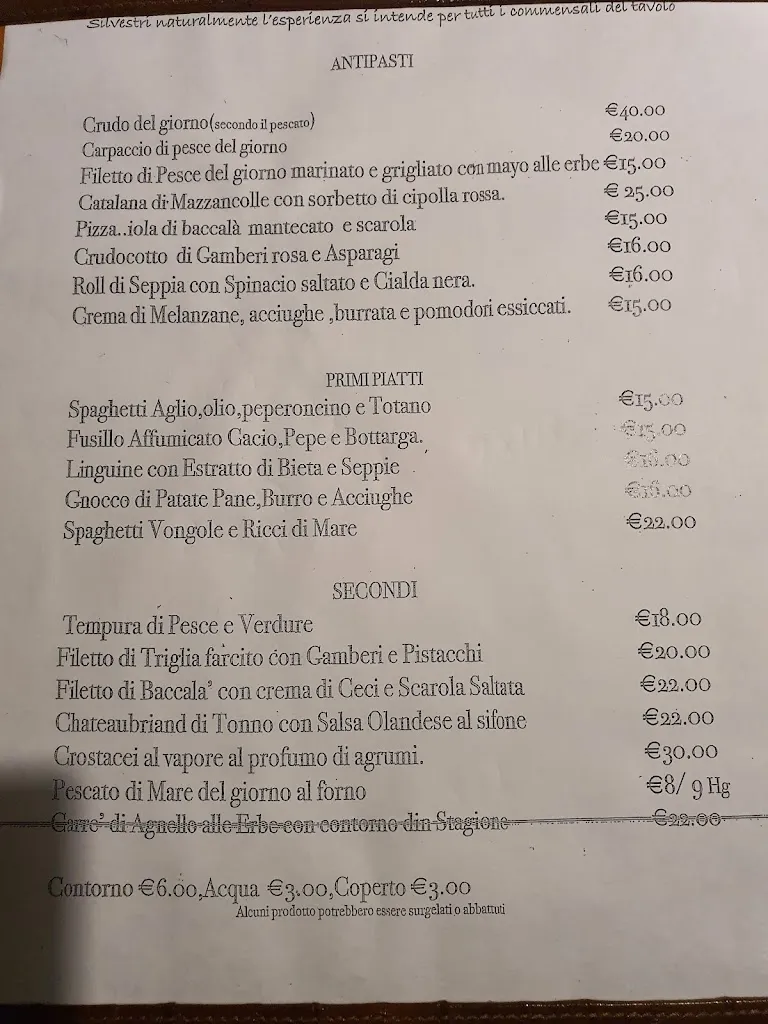 Silvestri naturalmente l'esperienza si intende per tutti i commensali del tavolo
ANTIPASTI
Crudo del giorno(secondo il pescato) €40.00
Carpaccio di pesce del giorno €20.00
Filetto di Pesce del giorno marinato e grigliato con mayo alle erbe €15.00
Catalana di Mazzancolle con sorbetto di cipolla rossa. € 25.00
Pizza..iola di baccalà mantecato e scarola €15.00
Crudocotto di Gamberi rosa e Asparagi €16.00
Roll di Seppia con Spinacio saltato e Cialda nera. €16.00
Crema di Melanzane, acciughe ,burrata e pomodori essiccati. €15.00
PRIMI PIATTI
Spaghetti Aglio,olio,peperoncino e Totano €15.00
Fusillo Affumicato Cacio,Pepe e Bottarga. €15.00
Linguine con Estratto di Bieta e Seppie
Gnocco di Patate Pane,Burro e Acciughe
Spaghetti Vongole e Ricci di Mare €22.00
SECONDI
Tempura di Pesce e Verdure €18.00
Filetto di Triglia farcito con Gamberi e Pistacchi €20.00
Filetto di Baccala' con crema di Ceci e Scarola Saltata €22.00
Chateaubriand di Tonno con Salsa Olandese al sifone €22.00
Crostacei al vapore al profumo di agrumi. €30.00
Pescato di Mare del giorno al forno €8/ 9 Hg
Carre' di Agnello alle Erbe con contorno din Stagione €22.00
Contorno €6.00,Acqua €3.00,Coperto €3.00
Alcuni prodotto potrebbero essere surgelati o abbattuti